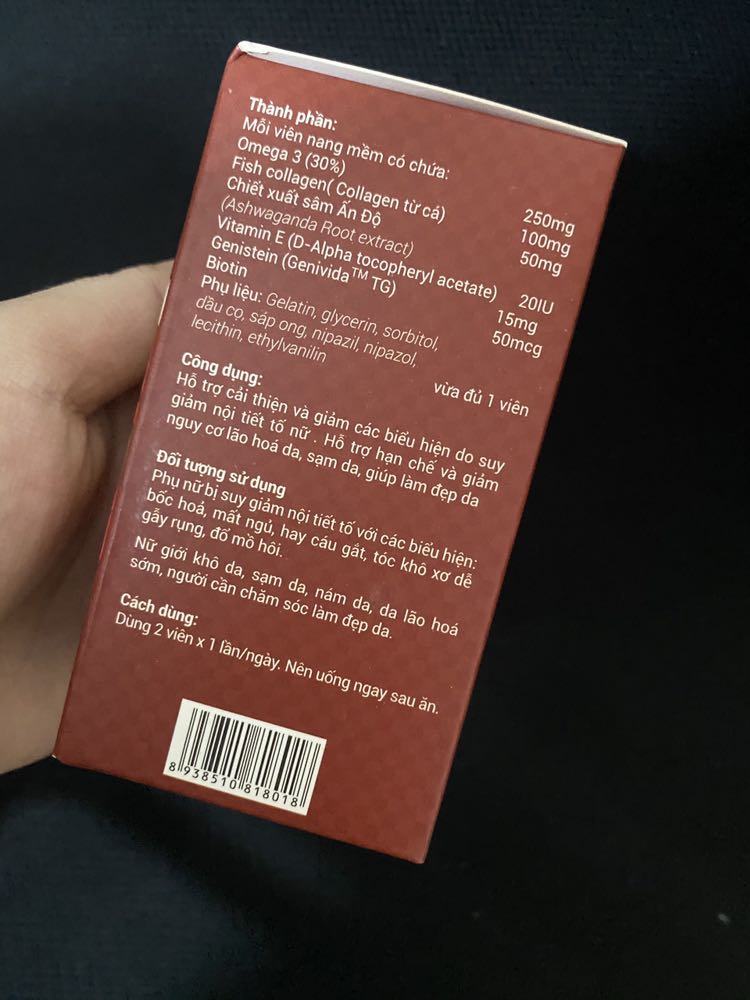 Thành phần:
Mỗi viên nang mềm có chứa:
Omega 3 (30%) 250mg
Fish collagen( Collagen từ cá) 100mg
Chiết xuất sâm Ấn Độ 50mg
(Ashwaganda Root extract)
Vitamin E (D-Alpha tocopheryl acetate) 20IU
Genistein (Genivida™ TG) 15mg
Biotin 50mcg
Phụ liệu: Gelatin, glycerin, sorbitol,
dầu cọ, sáp ong, nipazil, nipazol,
lecithin, ethylvanilin vừa đủ 1 viên
Công dụng:
Hỗ trợ cải thiện và giảm các biểu hiện do suy
giảm nội tiết tố nữ . Hỗ trợ hạn chế và giảm
nguy cơ lão hoá da, sạm da, giúp làm đẹp da
Đối tượng sử dụng
Phụ nữ bị suy giảm nội tiết tố với các biểu hiện:
bốc hoả, mất ngủ, hay cáu gắt, tóc khô xơ dễ
gẫy rụng, đổ mồ hôi.
Nữ giới khô da, sạm da, nám da, da lão hoá
sớm, người cần chăm sóc làm đẹp da.
Cách dùng:
Dùng 2 viên x 1 lần/ngày. Nên uống ngay sau ăn.
8 938510 818018